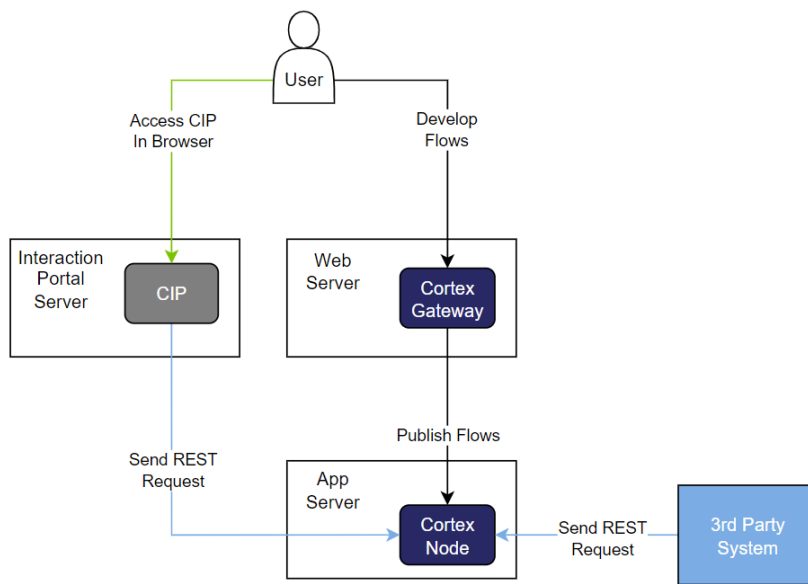 User
Access CIP
In Browser
Develop
Flows
Interaction
Portal
Server
CIP
Web
Server
Cortex
Gateway
Send REST
Request
Publish Flows
App
Server
Cortex
Node
Send REST
Request
3rd Party
System